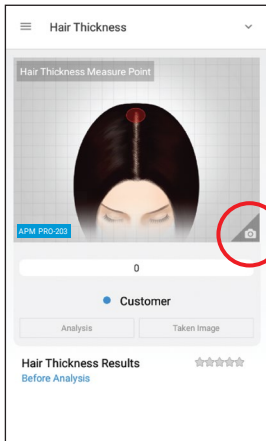 Hair Thickness
Hair Thickness Measure Point
APM PRO-203
0
Customer
Analysis
Taken Image
Hair Thickness Results
Before Analysis